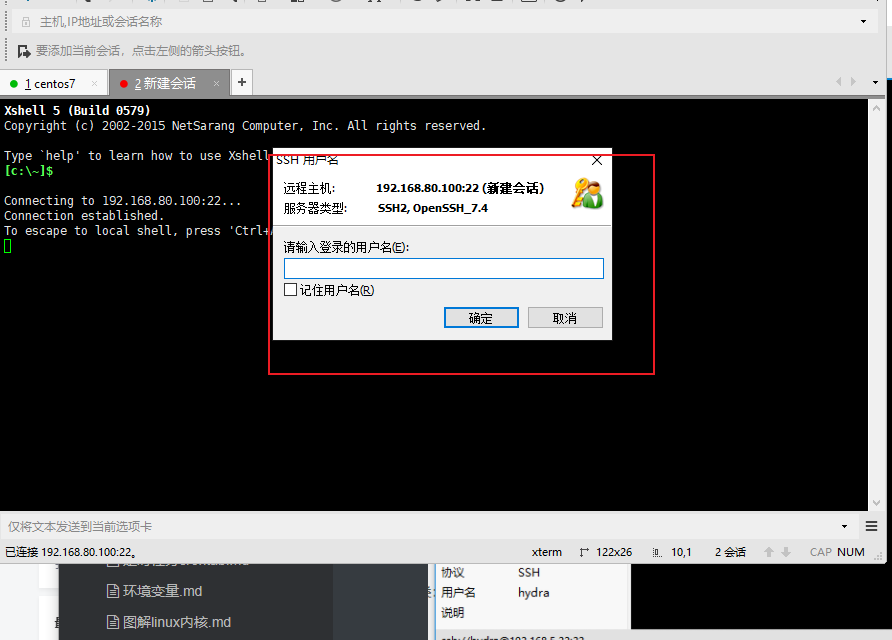 主机,IP地址或会话名称
要添加当前会话，点击左侧的箭头按钮。
1 centos7 × 2 新建会话 × +
Xshell 5 (Build 0579)
Copyright (c) 2002-2015 NetSarang Computer, Inc. All rights reserved.
Type `help' to learn how to use Xshell
[c:\~]$
Connecting to 192.168.80.100:22...
Connection established.
To escape to local shell, press 'Ctrl+A
SSH 用户名
远程主机: 192.168.80.100:22 (新建会话)
服务器类型: SSH2, OpenSSH_7.4
请输入登录的用户名(E):
记住用户名(R)
确定 取消
仅将文本发送到当前选项卡
已连接 192.168.80.100:22。 xterm 122x26 10,1 2 会话 CAP NUM
协议 SSH
环境变量.md
用户名 hydra
说明
图解linux内核.md